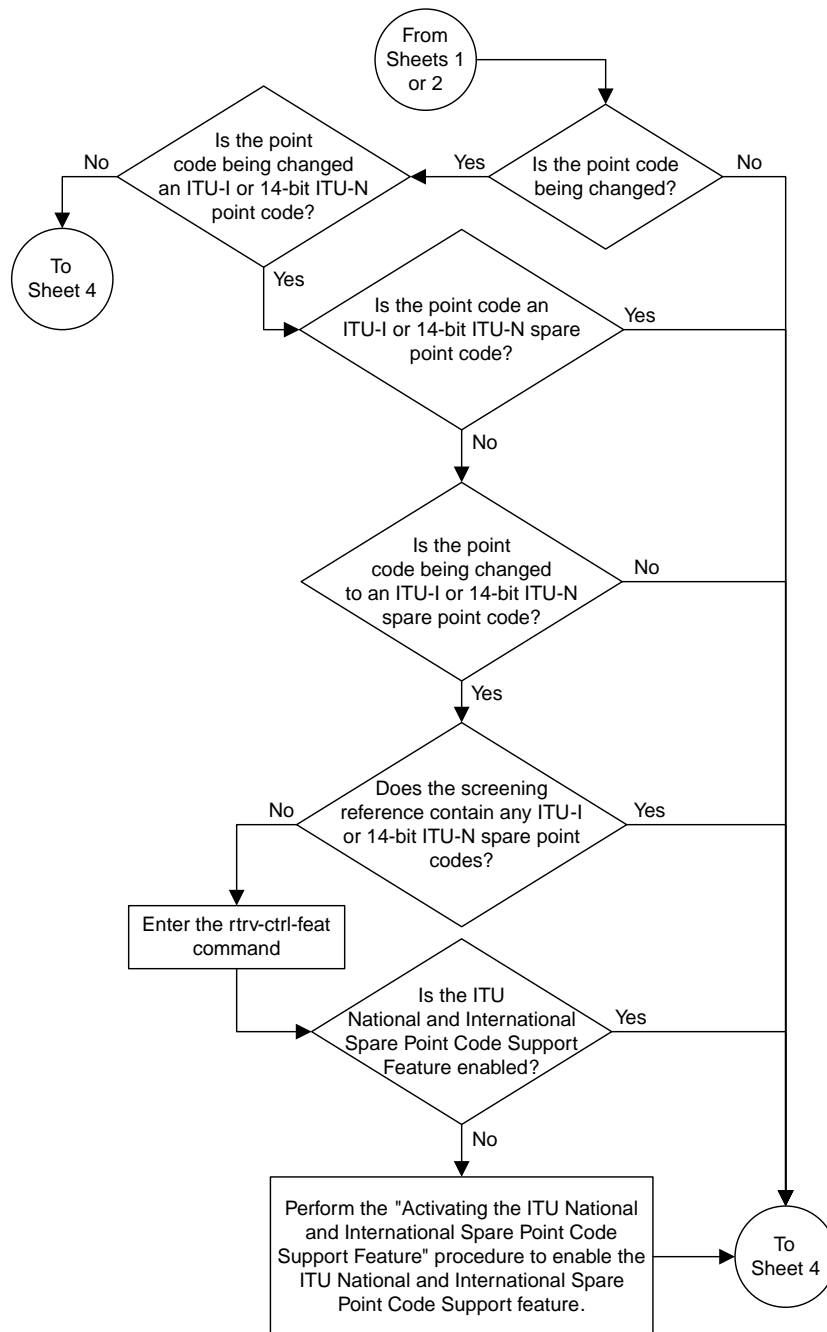 From
Sheets 1
or 2
Is the point code
being changed?
Yes
No
Is the point
code being changed
an ITU-I or 14-bit ITU-N
point code?
No
Yes
To
Sheet 4
Is the point code an
ITU-I or 14-bit ITU-N spare
point code?
Yes
No
Is the point
code being changed
to an ITU-I or 14-bit ITU-N
spare point code?
No
Yes
Does the screening
reference contain any ITU-I
or 14-bit ITU-N spare point
codes?
No
Yes
Enter the rtrv-ctrl-feat
command
Is the ITU
National and International
Spare Point Code Support
Feature enabled?
Yes
No
Perform the "Activating the ITU National
and International Spare Point Code
Support Feature" procedure to enable the
ITU National and International Spare
Point Code Support feature.
To
Sheet 4